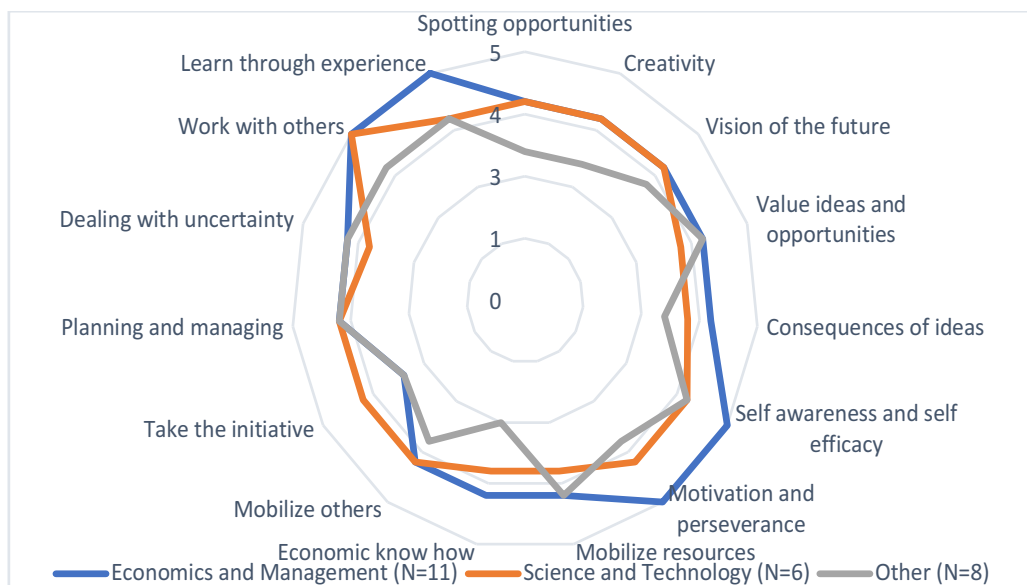 Spotting opportunities
Creativity
Vision of the future
Value ideas and
opportunities
Consequences of ideas
Self awareness and self
efficacy
Motivation and
perseverance
Mobilize resources
Economic know how
Mobilize others
Take the initiative
Planning and managing
Dealing with uncertainty
Work with others
Learn through experience
5
4
3
1
0
Economics and Management (N=11)
Science and Technology (N=6)
Other (N=8)